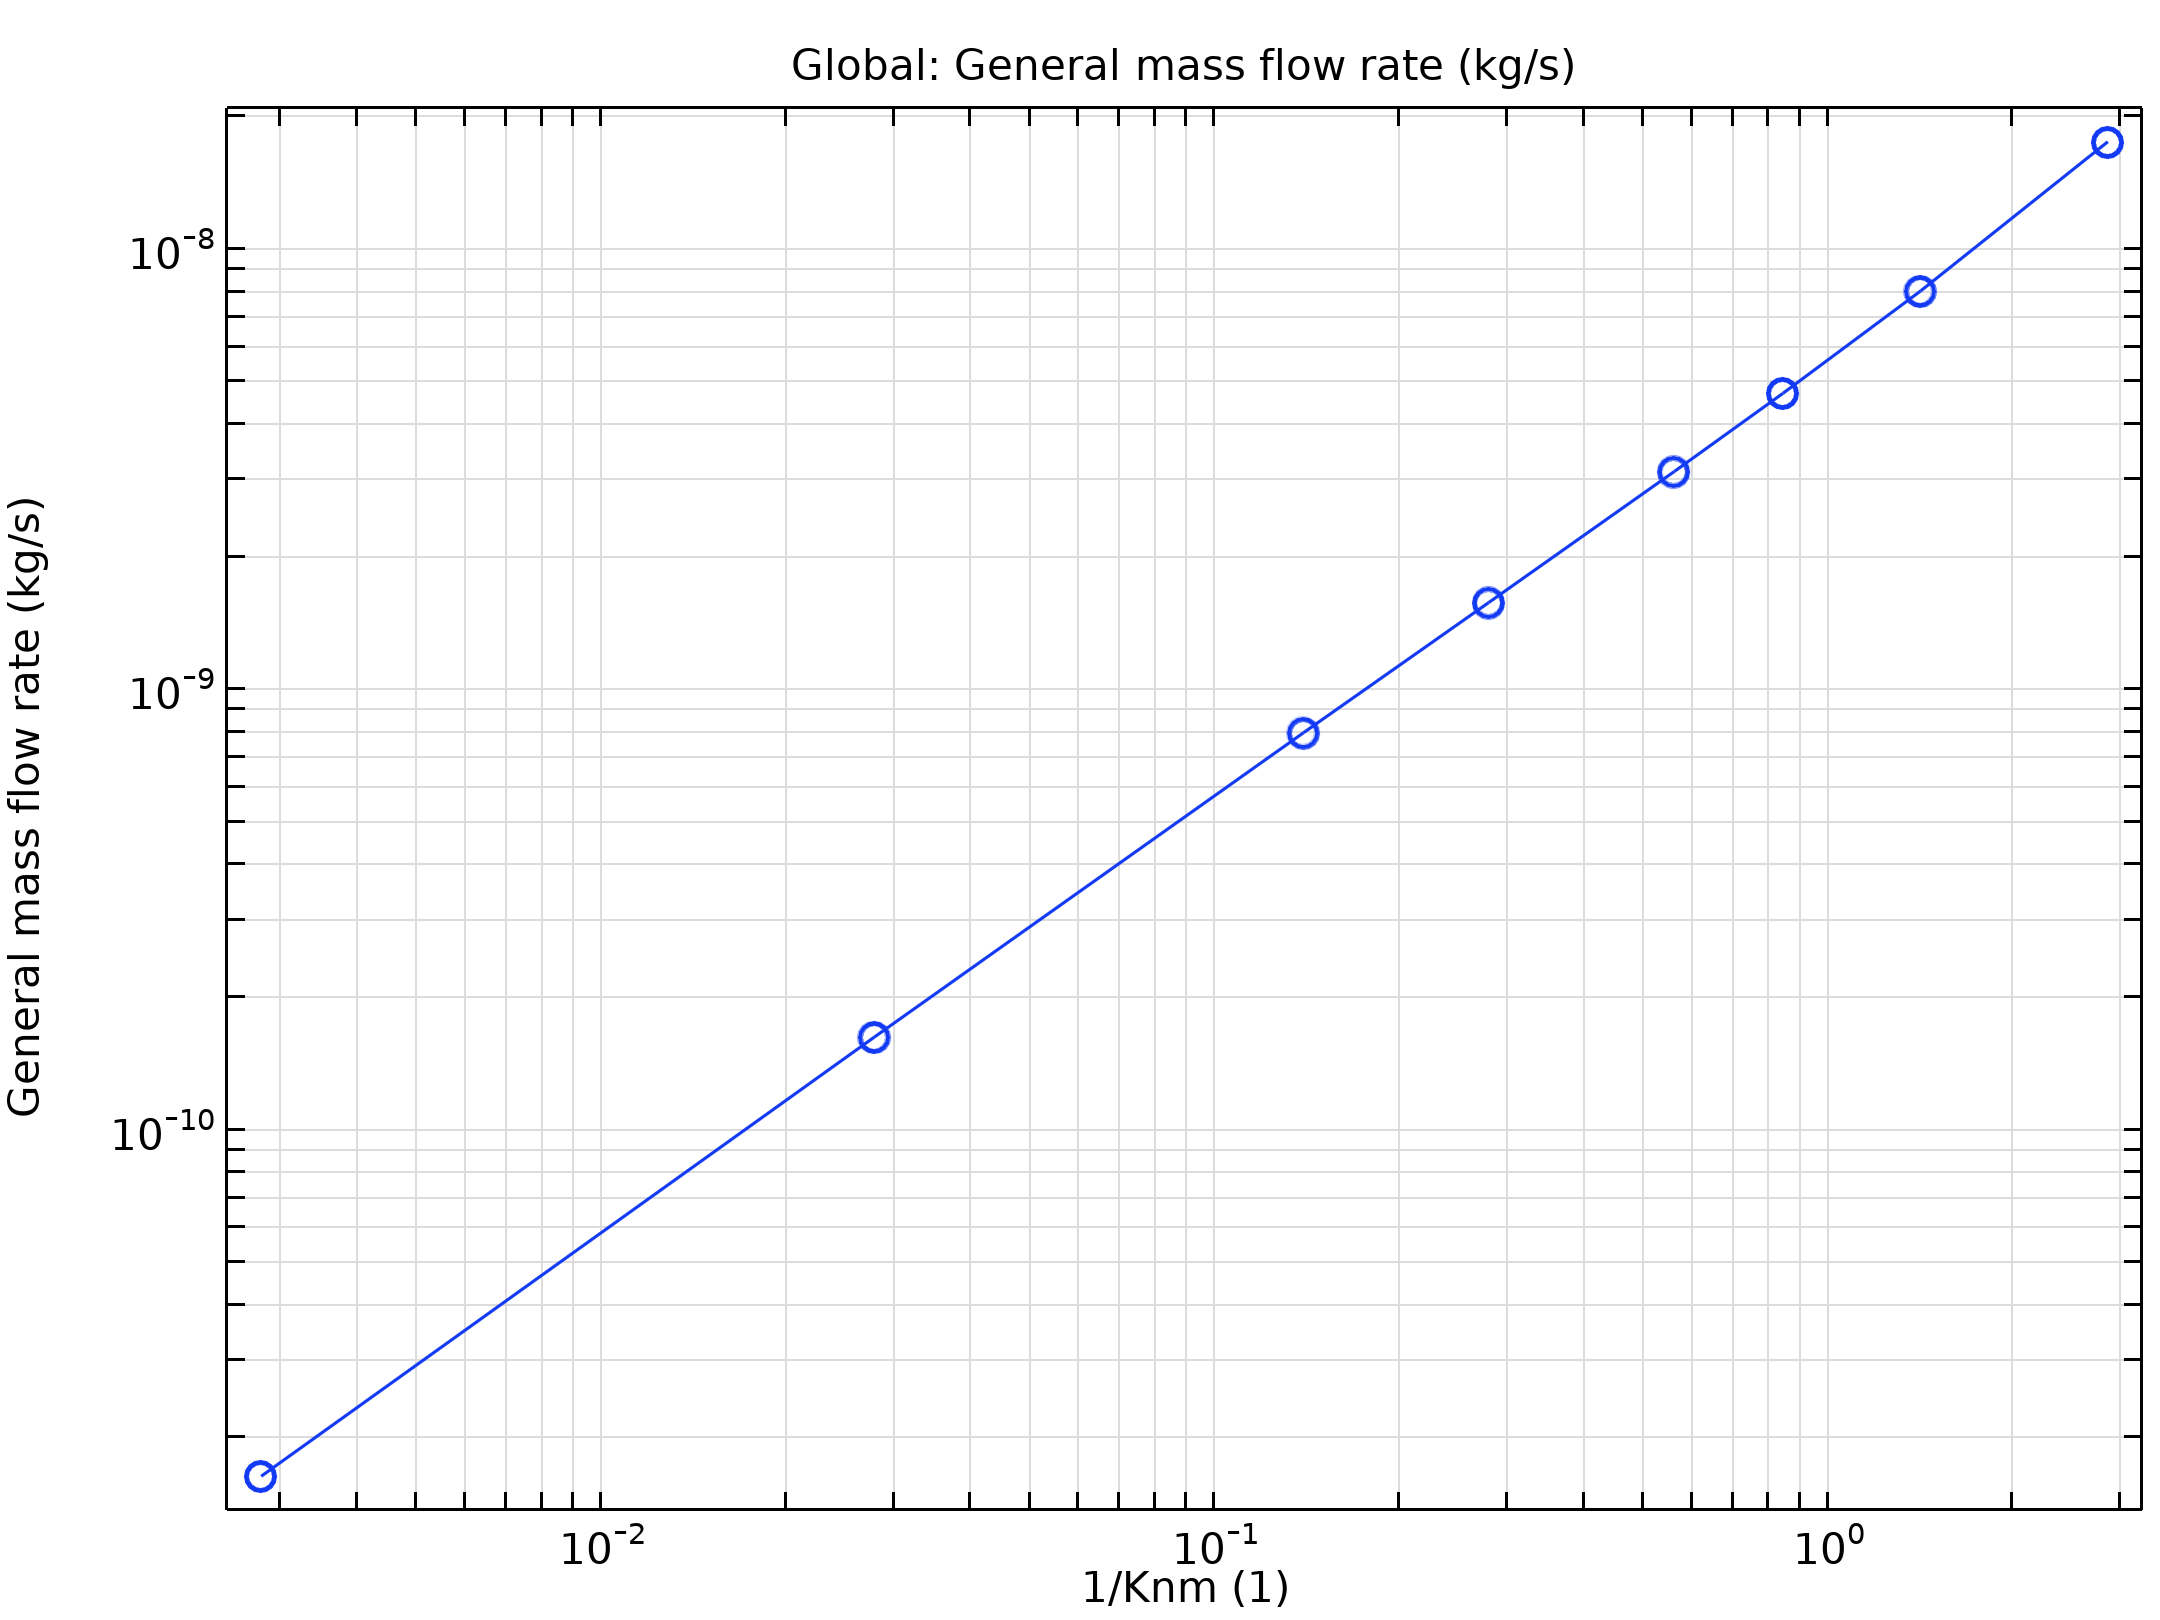 Global: General mass flow rate (kg/s)
General mass flow rate (kg/s)
10⁻⁸
10⁻⁹
10⁻¹⁰
10⁻² 10⁻¹ 10⁰
1/Knm (1)